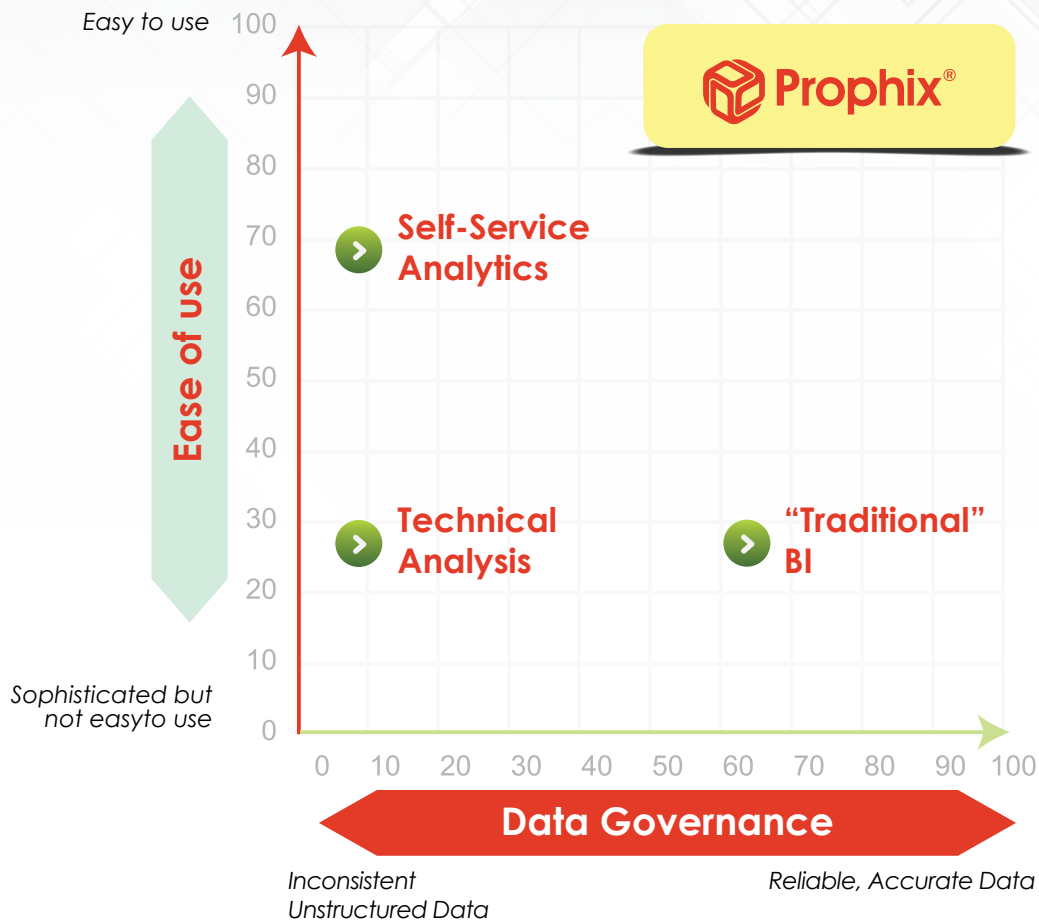 Easy to use
100
90
80
70
60
50
40
30
20
10
0
Prophix®
Self-Service
Analytics
Ease of use
Technical
Analysis
“Traditional”
BI
Sophisticated but
not easyto use
0 10 20 30 40 50 60 70 80 90 100
Data Governance
Inconsistent
Unstructured Data
Reliable, Accurate Data